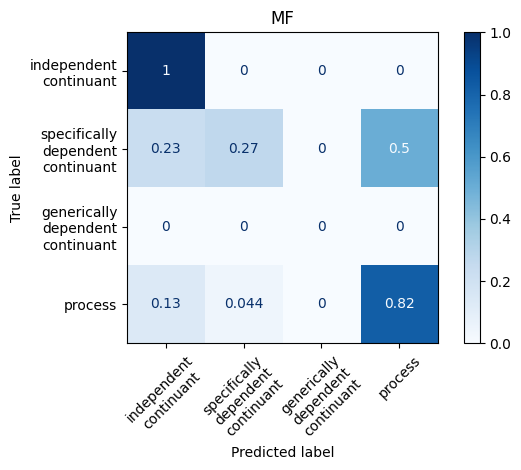 MF
independent
continuant
specifically
dependent
continuant
generically
dependent
continuant
process
True label
1 0 0 0
0.23 0.27 0 0.5
0 0 0 0
0.13 0.044 0 0.82
independent
continuant
specifically
dependent
continuant
generically
dependent
continuant
process
Predicted label
1.0
0.8
0.6
0.4
0.2
0.0